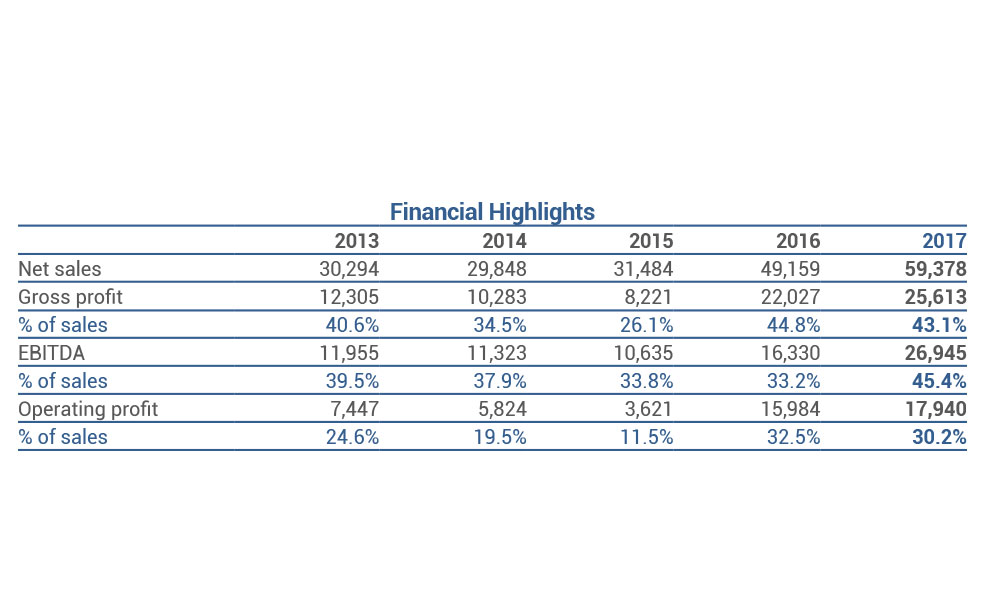 Financial Highlights
2013 2014 2015 2016 2017
Net sales 30,294 29,848 31,484 49,159 59,378
Gross profit 12,305 10,283 8,221 22,027 25,613
% of sales 40.6% 34.5% 26.1% 44.8% 43.1%
EBITDA 11,955 11,323 10,635 16,330 26,945
% of sales 39.5% 37.9% 33.8% 33.2% 45.4%
Operating profit 7,447 5,824 3,621 15,984 17,940
% of sales 24.6% 19.5% 11.5% 32.5% 30.2%